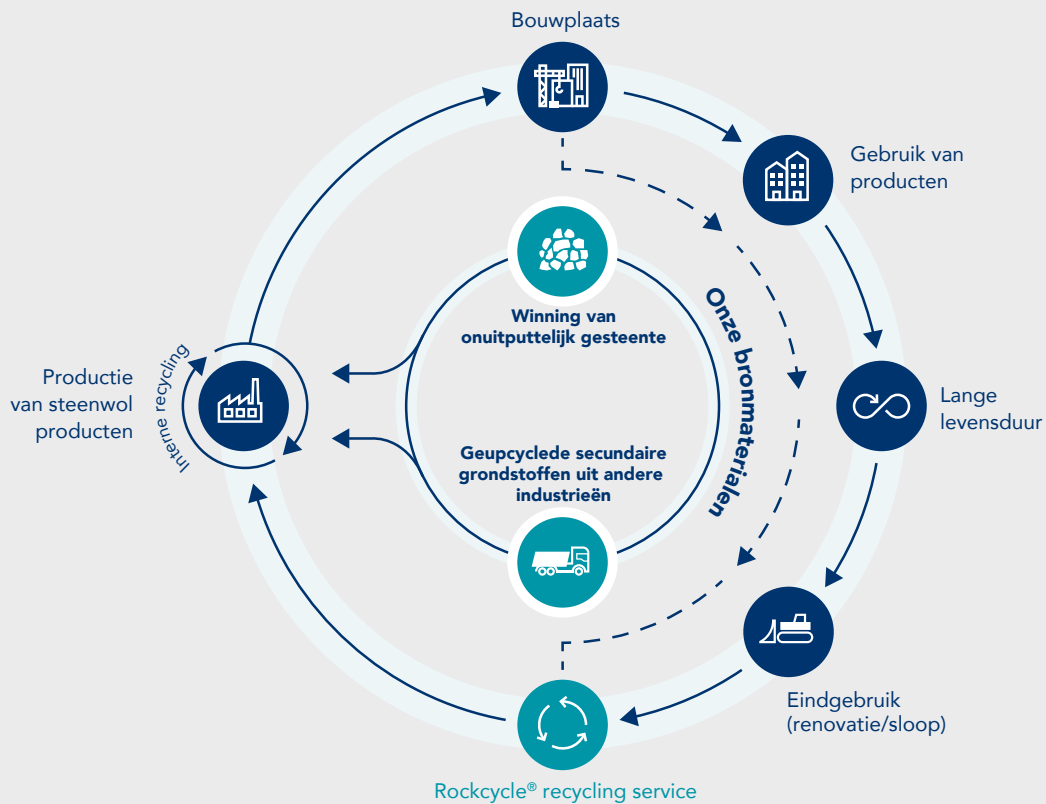 Bouwplaats
Gebruik van
producten
Winning van
onuitputtelijk gesteente
Onze bronmaterialen
Interne recycling
Productie
van steenwol
producten
Lange
levensduur
Geupcyclede secundaire
grondstoffen uit andere
industrieën
Eindgebruik
(renovatie/sloop)
Rockcycle® recycling service